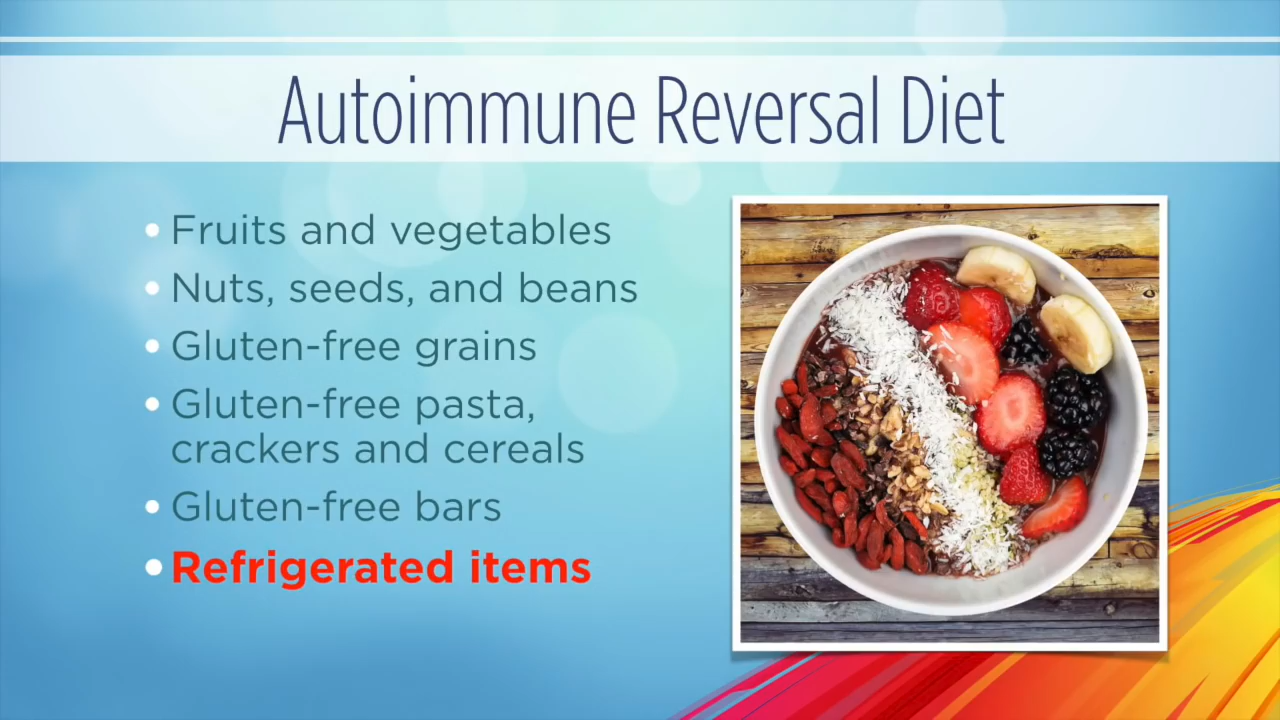 Autoimmune Reversal Diet
• Fruits and vegetables
• Nuts, seeds, and beans
• Gluten-free grains
• Gluten-free pasta,
crackers and cereals
• Gluten-free bars
• Refrigerated items